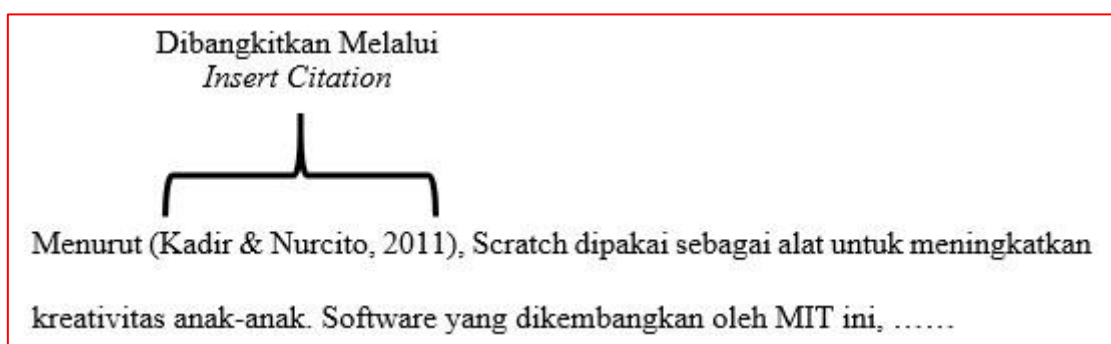 Dibangkitkan Melalui
Insert Citation
Menurut (Kadir & Nurcito, 2011), Scratch dipakai sebagai alat untuk meningkatkan
kreativitas anak-anak. Software yang dikembangkan oleh MIT ini, ……